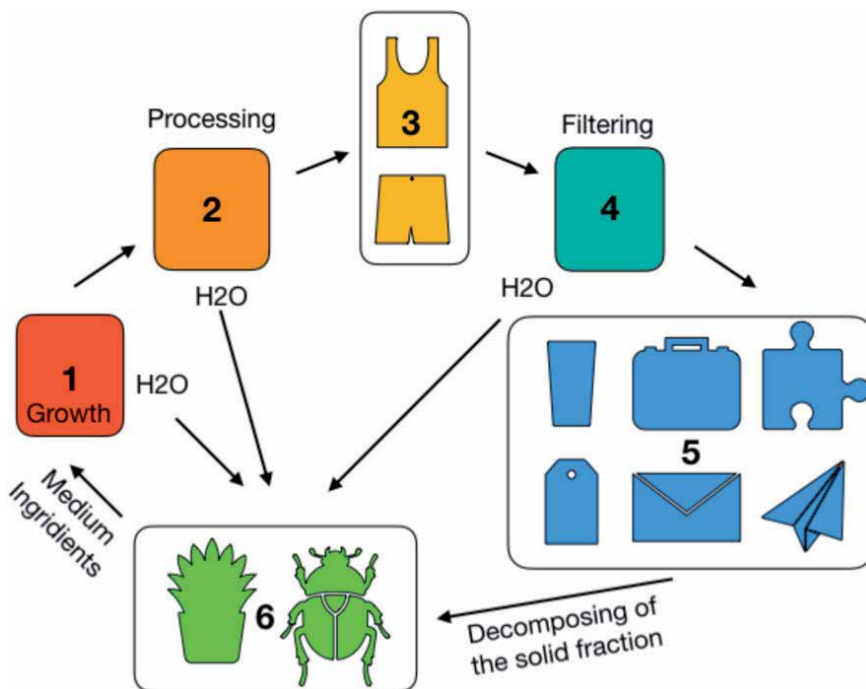 Processing
2
3
Filtering
4
H2O
H2O
1
Growth
H2O
5
Medium
Ingridients
6
Decomposing of
the solid fraction